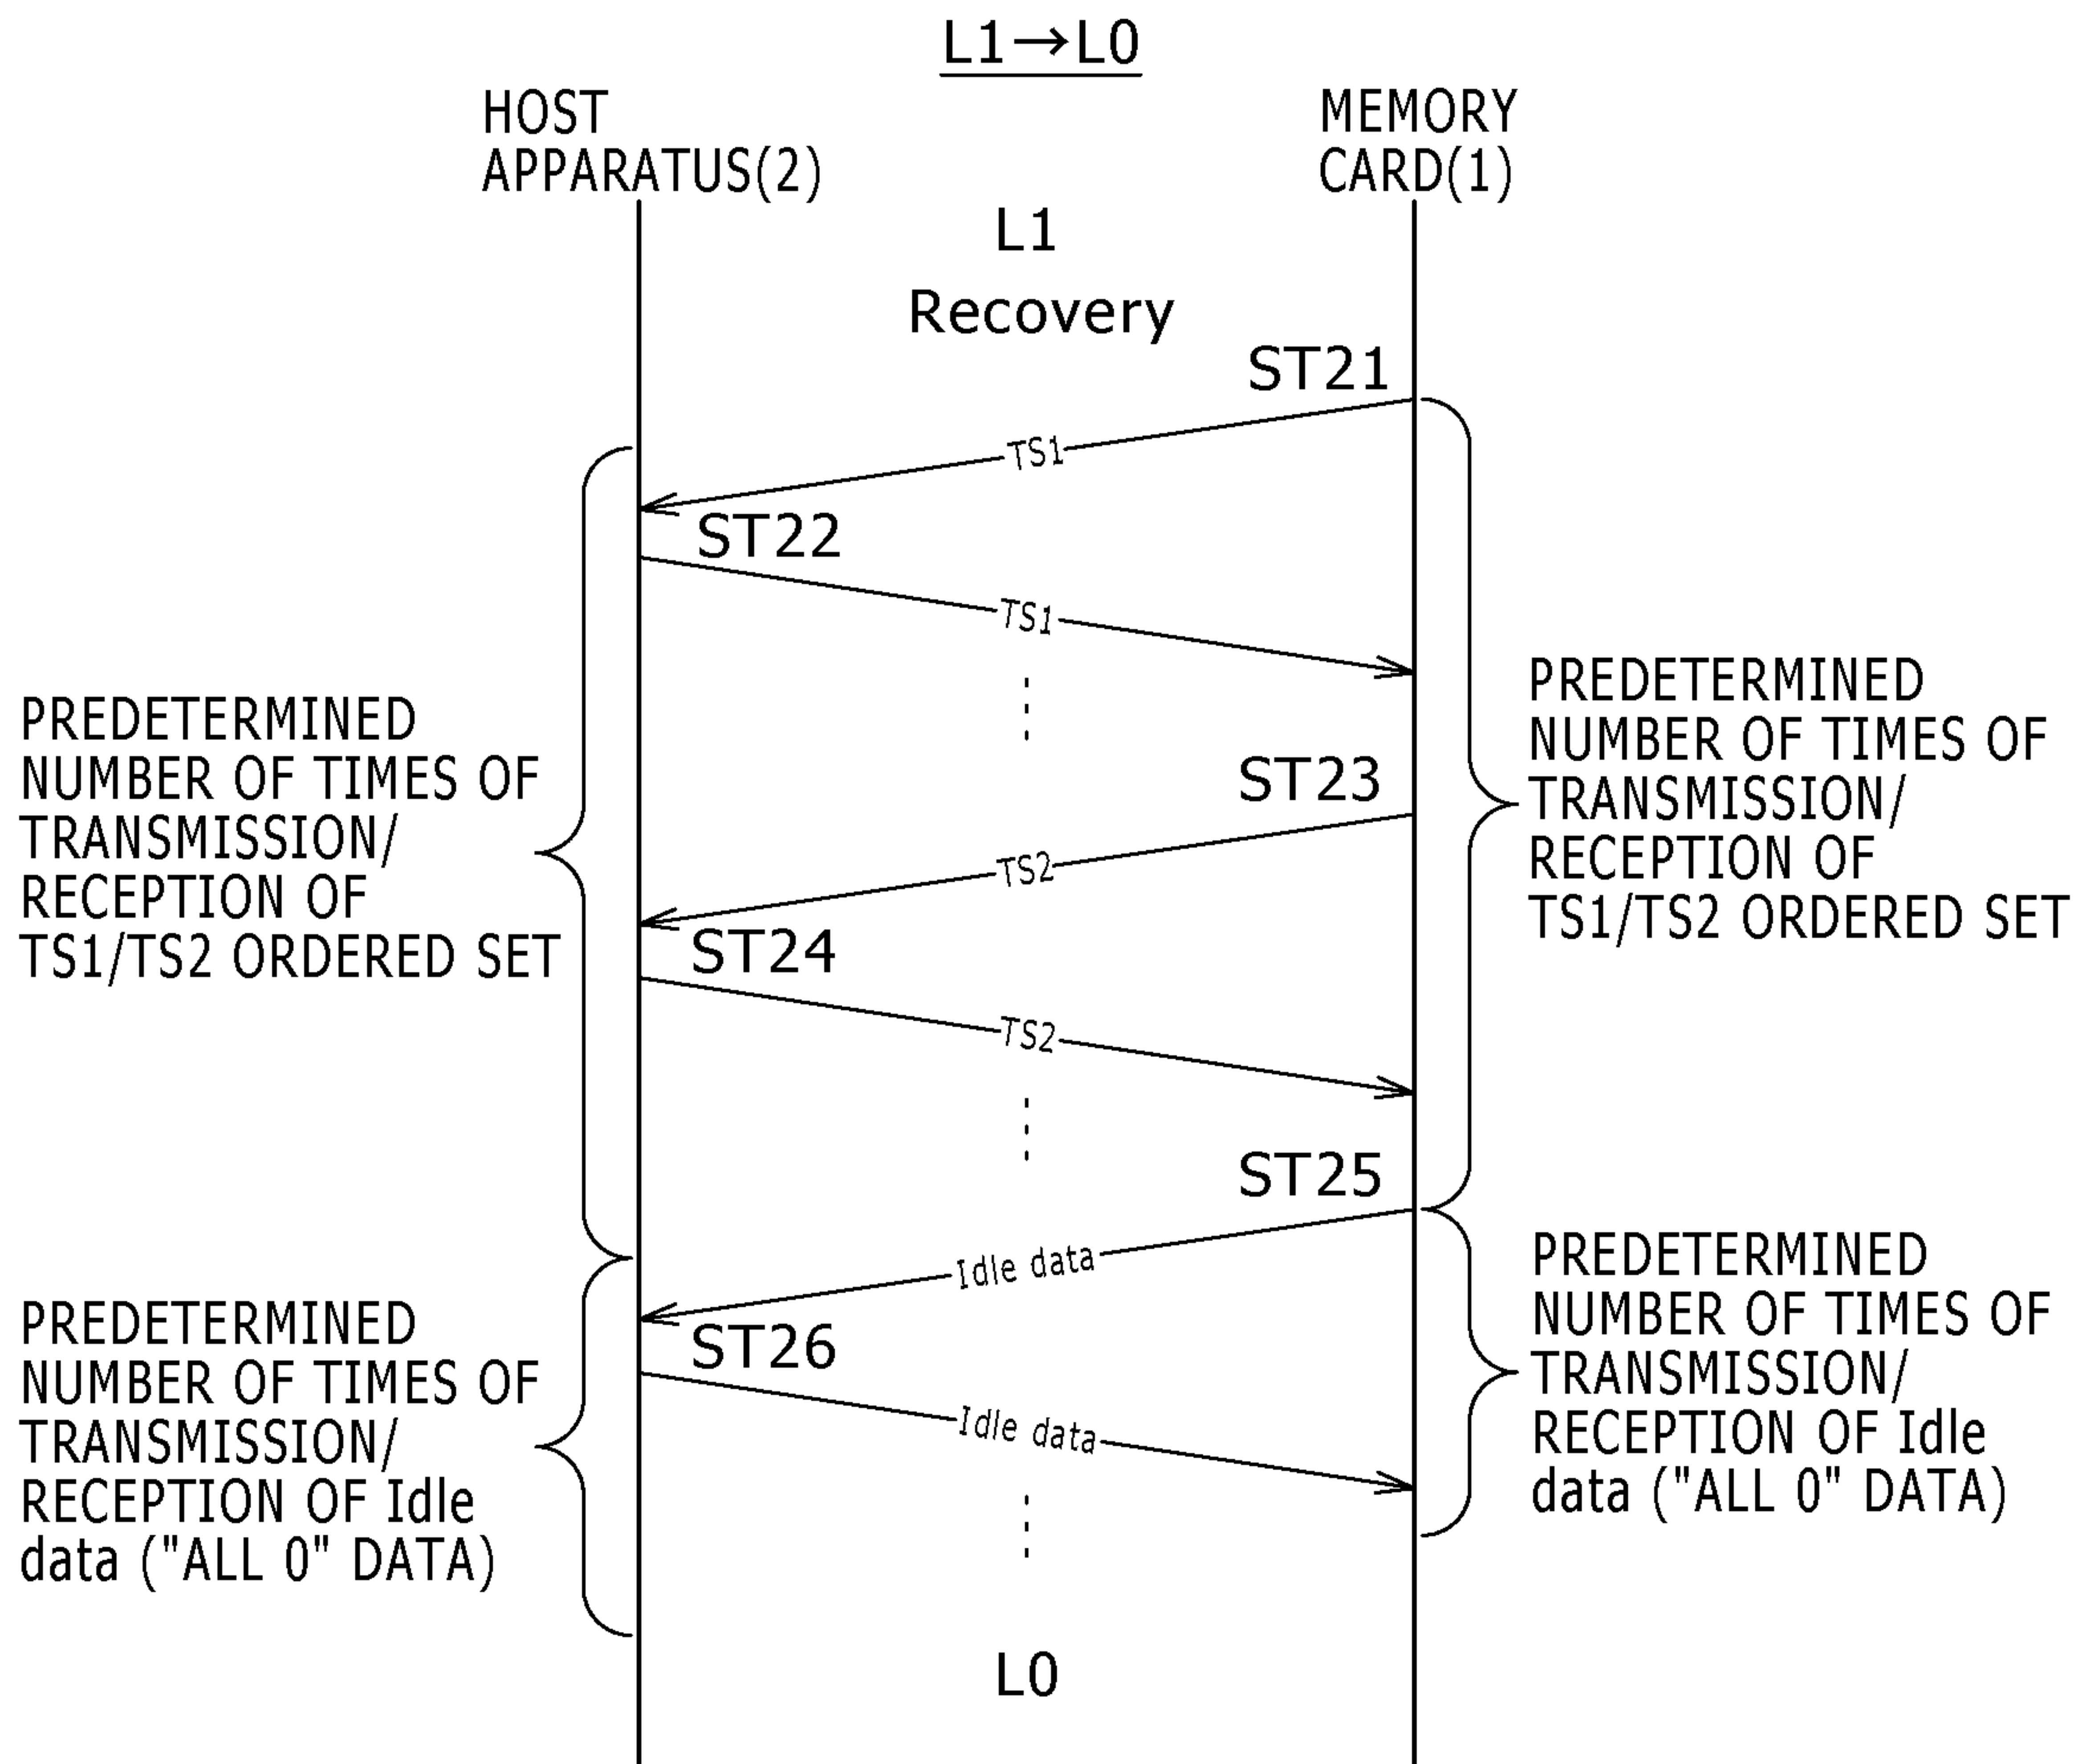 L1→L0
HOST
APPARATUS(2)
MEMORY
CARD(1)
L1
Recovery
ST21
TS1
ST22
TS1
PREDETERMINED
NUMBER OF TIMES OF
TRANSMISSION/
RECEPTION OF
TS1/TS2 ORDERED SET
PREDETERMINED
NUMBER OF TIMES OF
TRANSMISSION/
RECEPTION OF
TS1/TS2 ORDERED SET
ST23
TS2
ST24
TS2
ST25
Idle data
ST26
Idle data
PREDETERMINED
NUMBER OF TIMES OF
TRANSMISSION/
RECEPTION OF Idle
data ("ALL 0" DATA)
PREDETERMINED
NUMBER OF TIMES OF
TRANSMISSION/
RECEPTION OF Idle
data ("ALL 0" DATA)
L0